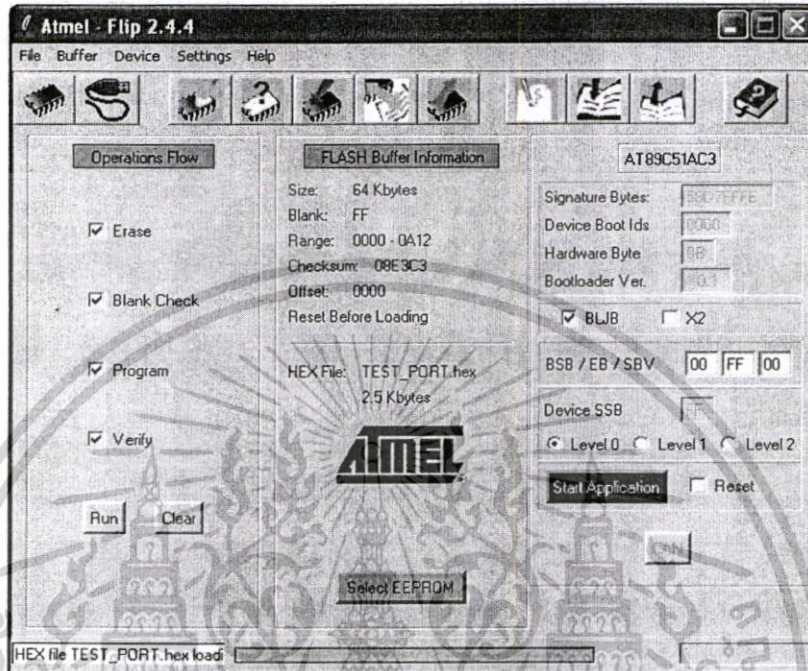 Atmel - Flip 2.4.4
File Buffer Device Settings Help
Operations Flow
Erase
Blank Check
Program
Verify
Run Clear
FLASH Buffer Information
Size: 64 Kbytes
Blank: FF
Range: 0000 - 0A12
Checksum: 08E3C3
Offset: 0000
Reset Before Loading
HEX File: TEST_PORT.hex
2.5 Kbytes
ATMEL
Select EEPROM
AT89C51AC3
Signature Bytes:
Device Boot Ids 0000
Hardware Byte
Bootloader Ver.
BLJB X2
BSB / EB / SBV 00 FF 00
Device SSB FF
Level 0 Level 1 Level 2
Start Application Reset
CAN
HEX file TEST_PORT.hex loadi